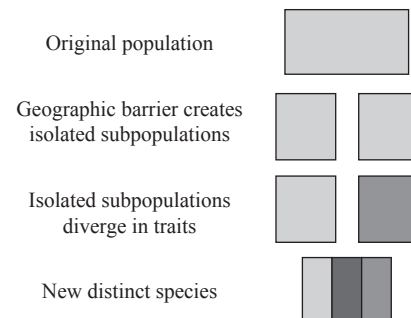 Original population
Geographic barrier creates
isolated subpopulations
Isolated subpopulations
diverge in traits
New distinct species